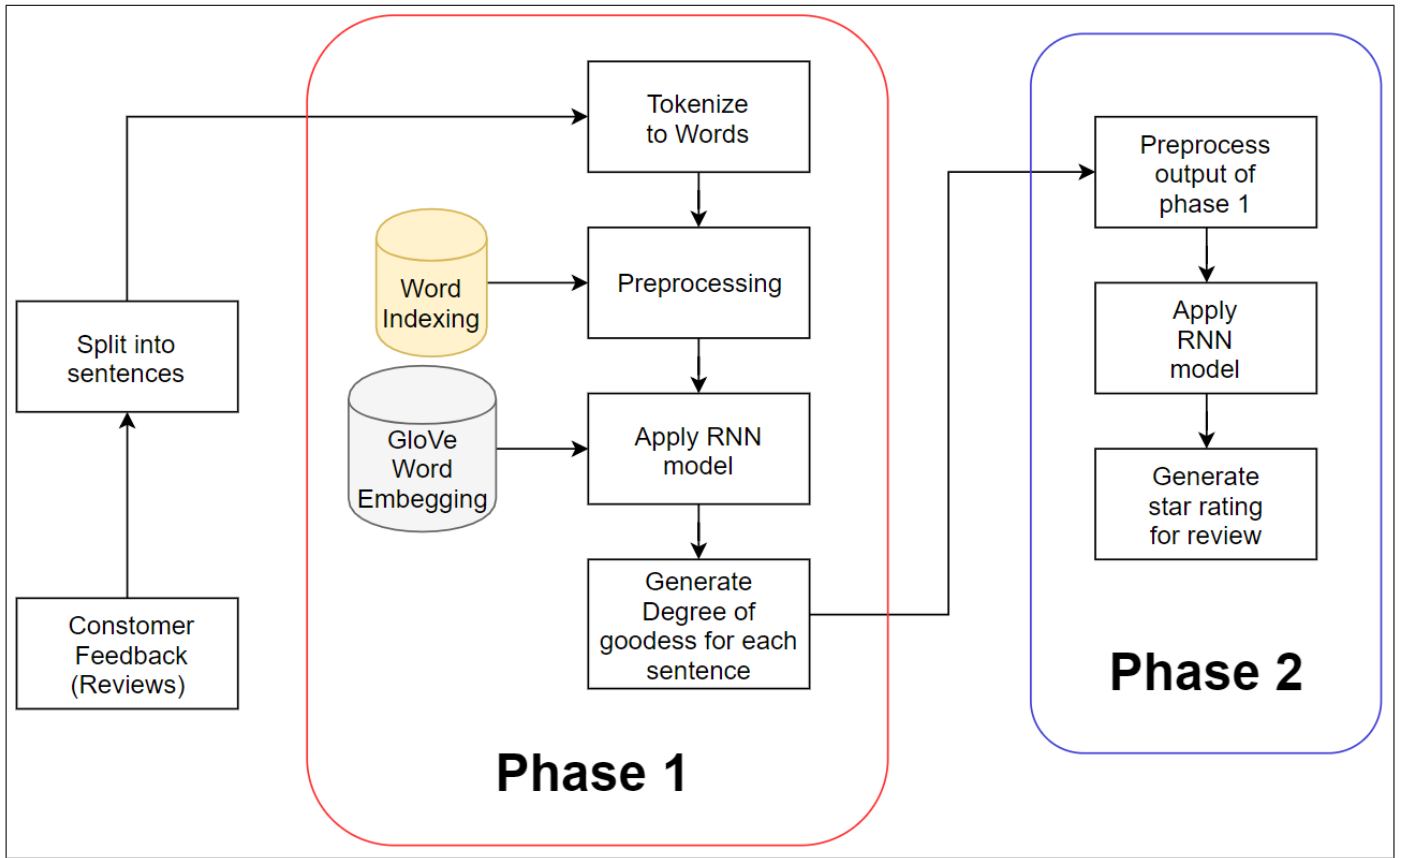 Constomer
Feedback
(Reviews)
Split into
sentences
Tokenize
to Words
Word
Indexing
Preprocessing
GloVe
Word
Embegging
Apply RNN
model
Generate
Degree of
goodess for each
sentence
Phase 1
Preprocess
output of
phase 1
Apply
RNN
model
Generate
star rating
for review
Phase 2